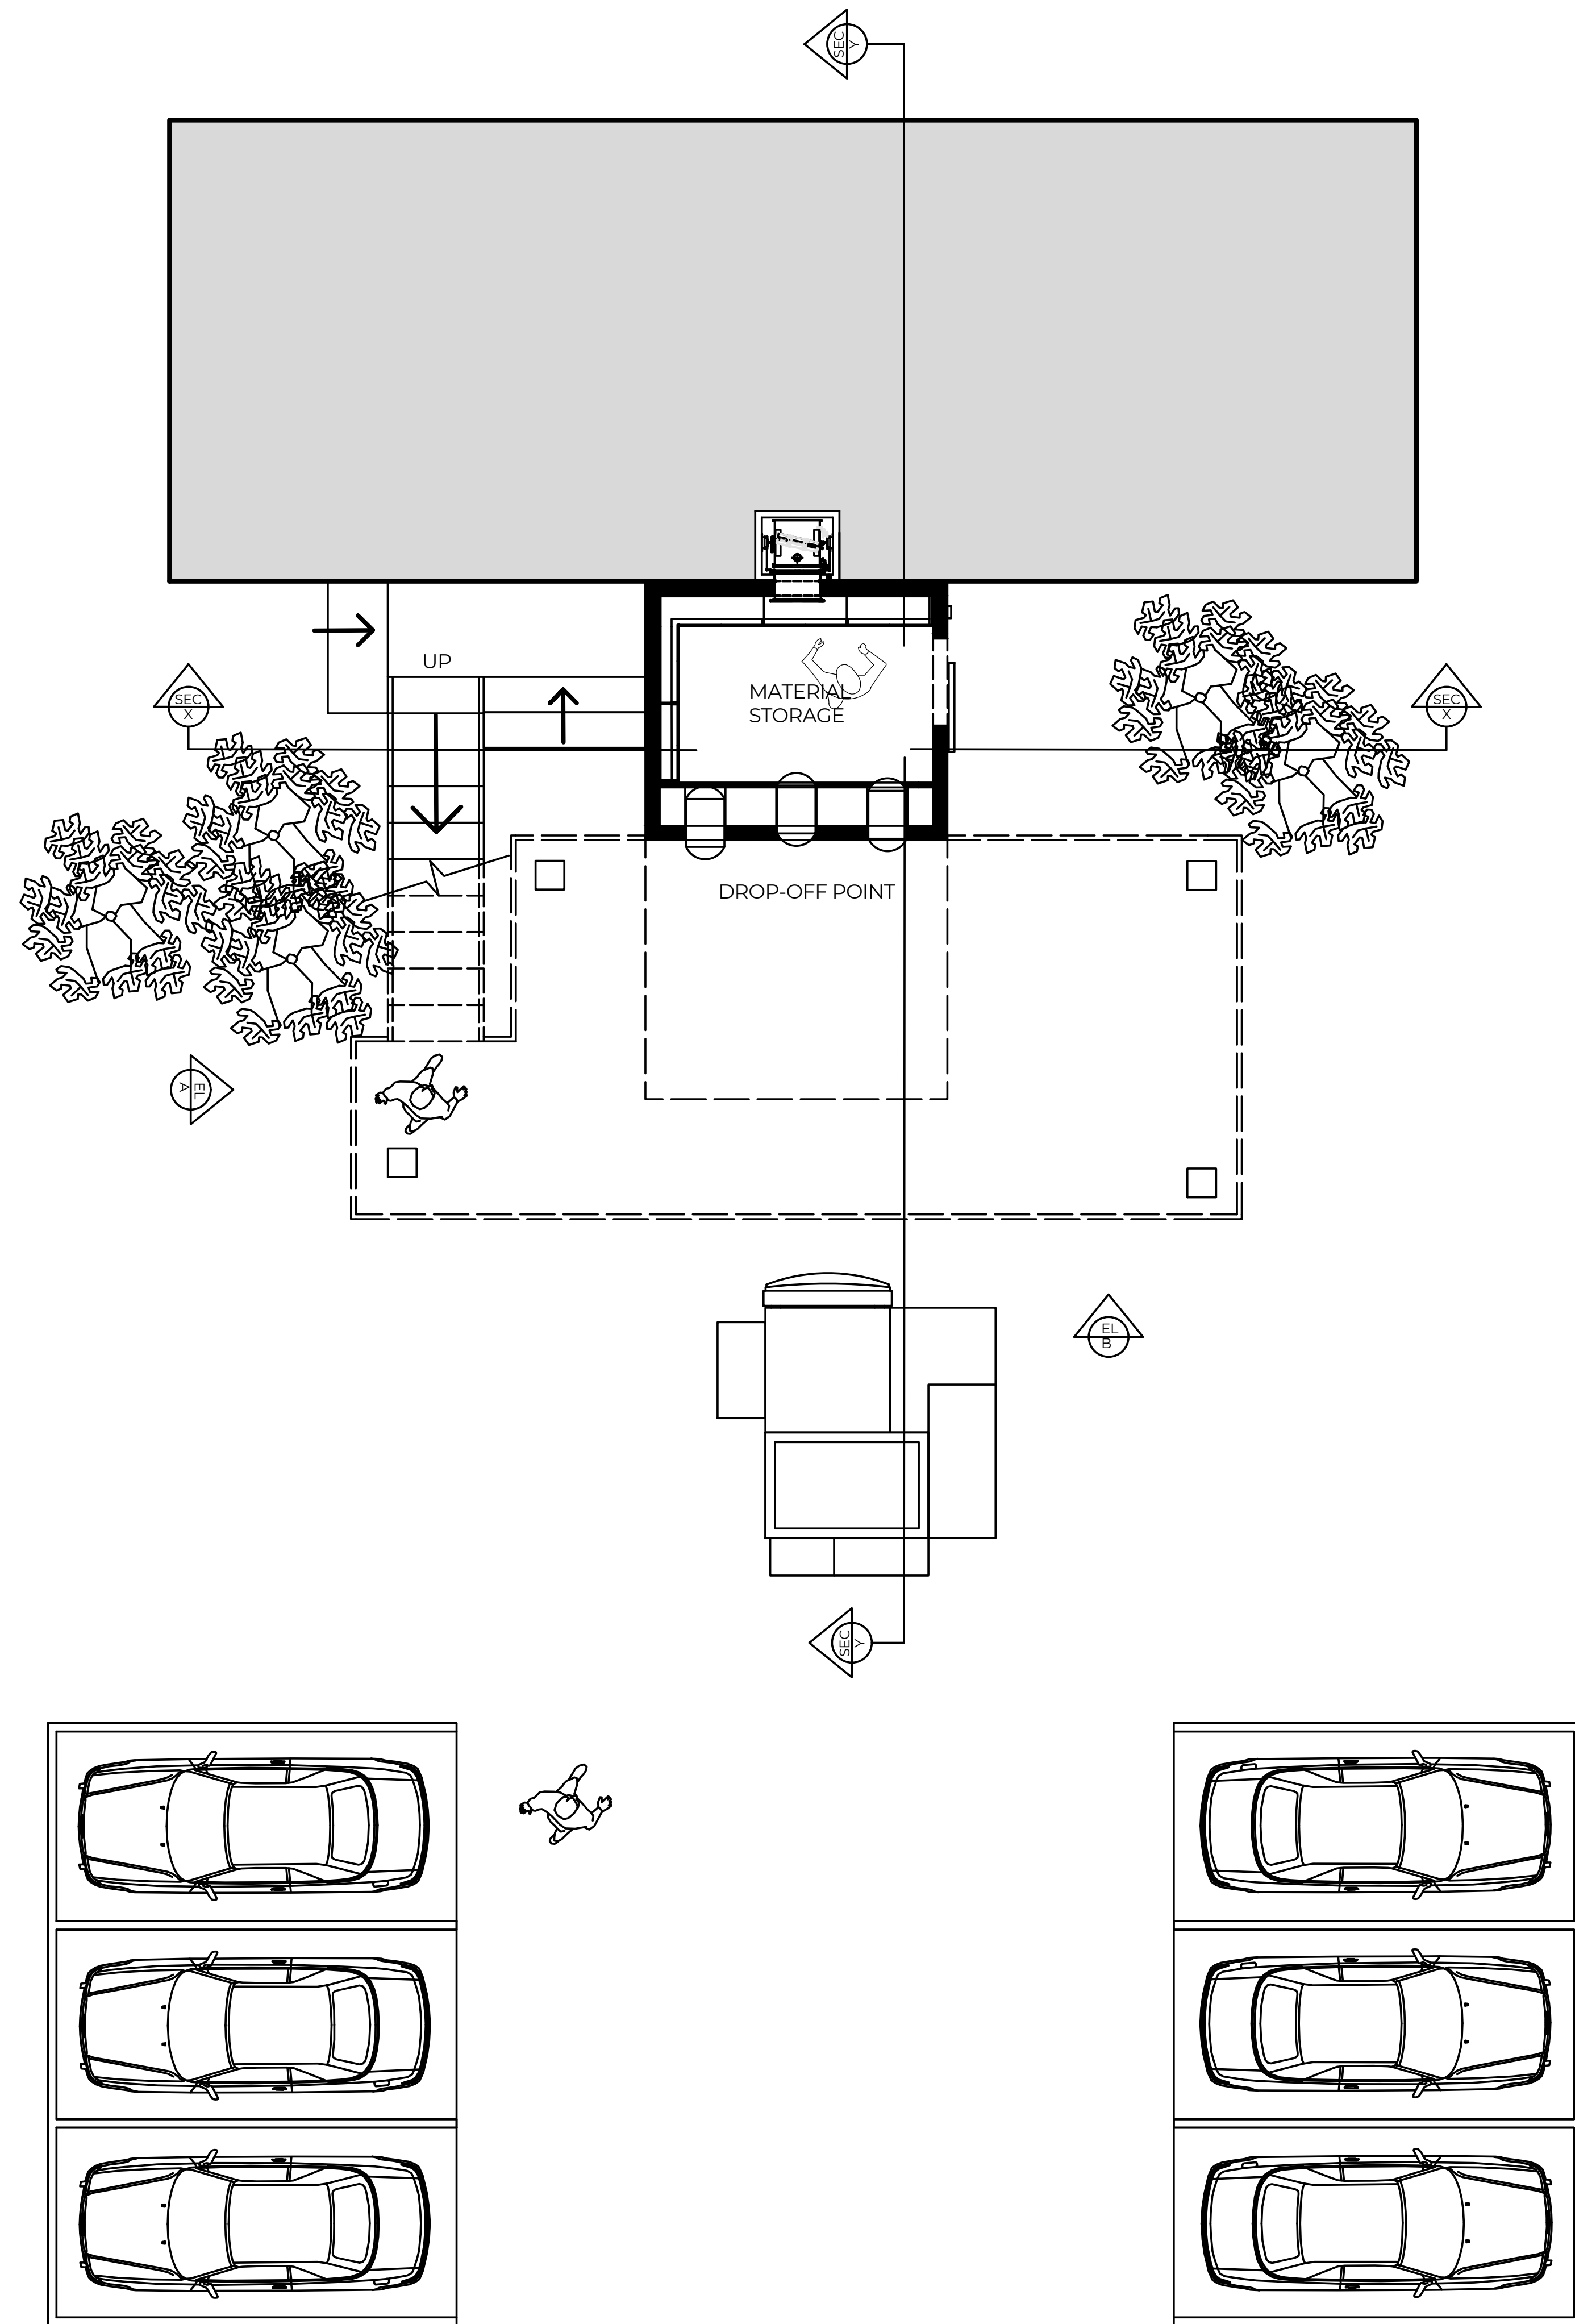 SEC
Y
UP
MATERIAL
STORAGE
SEC
X
SEC
X
DROP-OFF POINT
EL
A
EL
B
SEC
Y